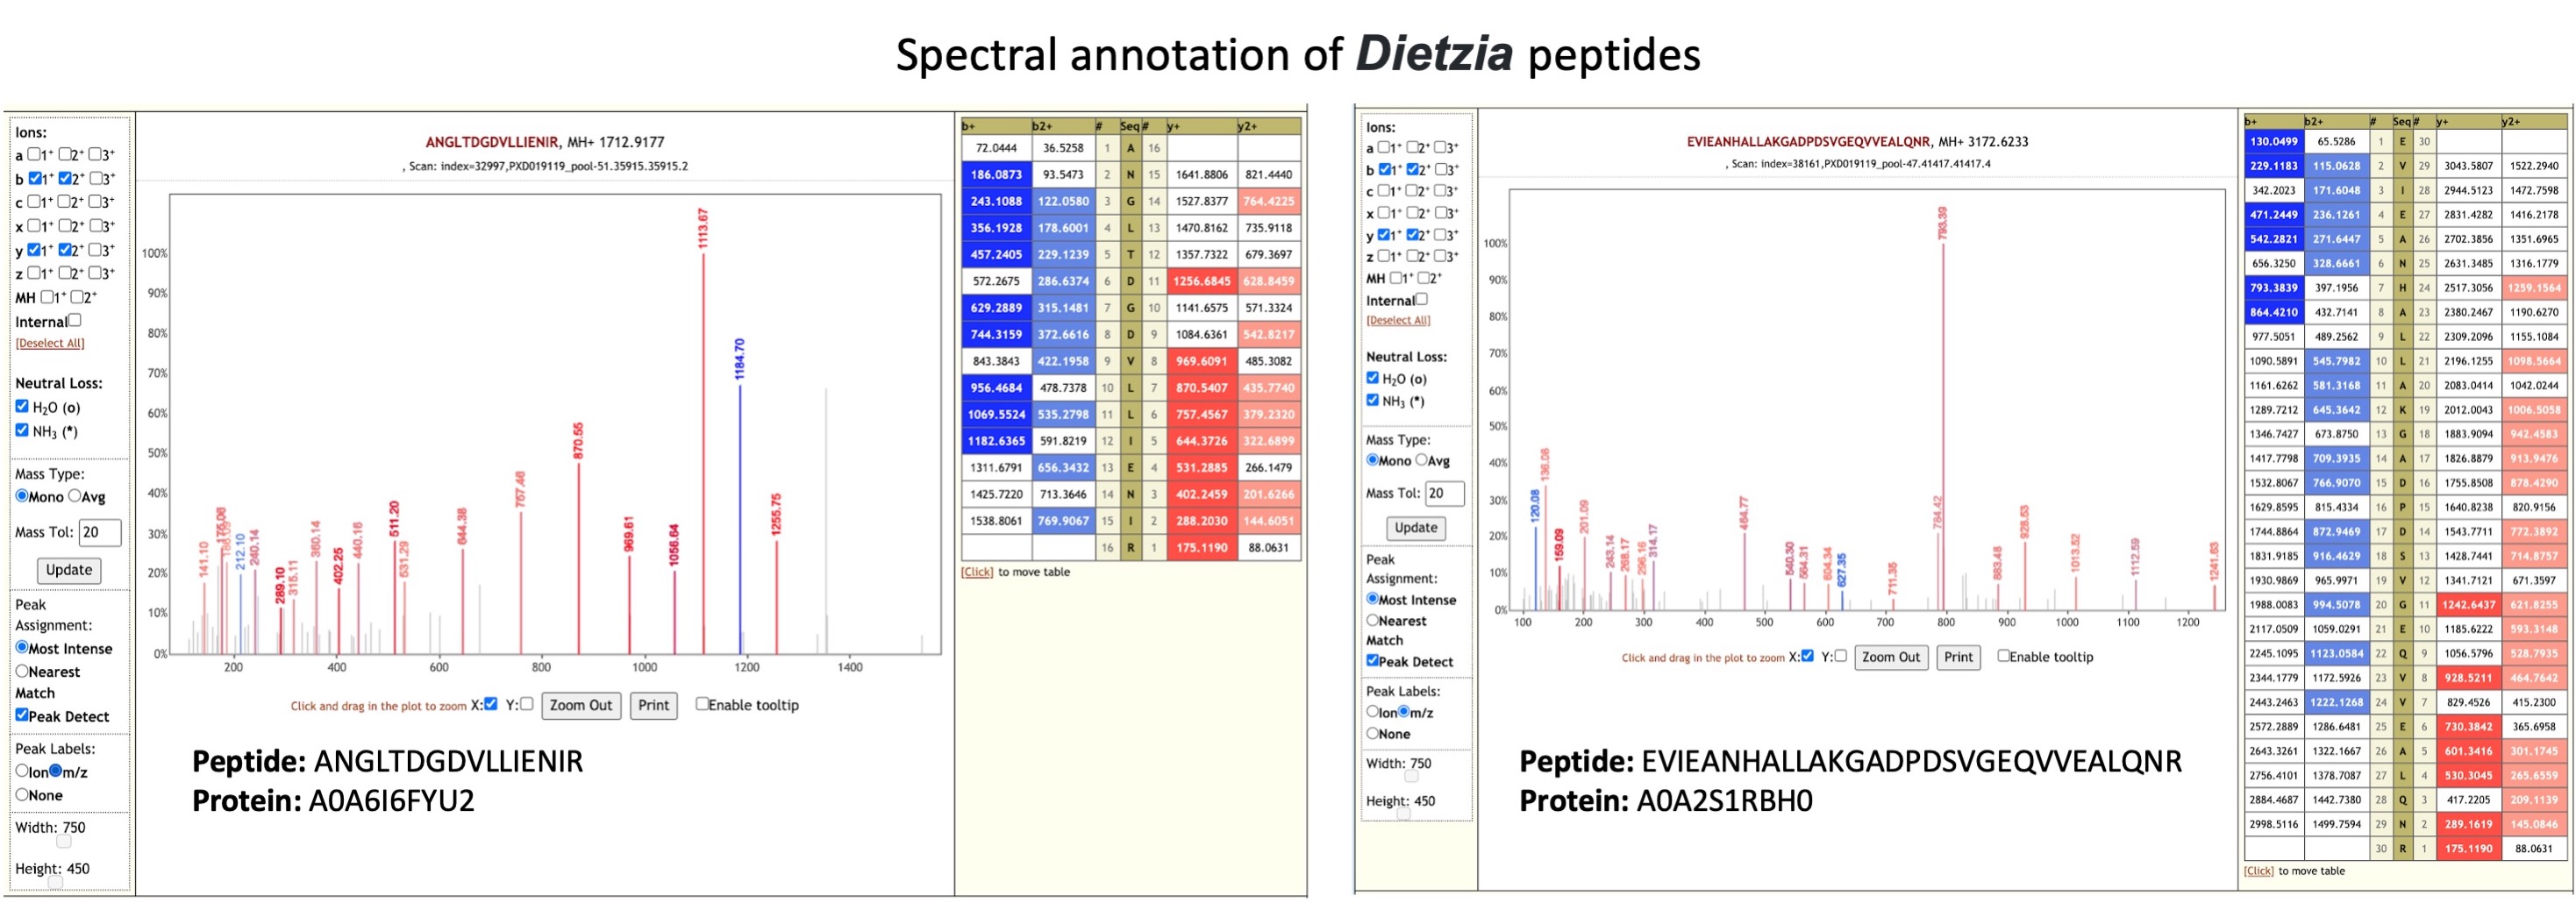 Spectral annotation of Dietzia peptides
Ions:
a 1+ 2+ 3+
b 1+ 2+ 3+
c 1+ 2+ 3+
x 1+ 2+ 3+
y 1+ 2+ 3+
z 1+ 2+ 3+
MH 1+ 2+
Internal
[Deselect All]
Neutral Loss:
H2O (o)
NH3 (*)
Mass Type:
Mono Avg
Mass Tol: 20
Update
Peak
Assignment:
Most Intense
Nearest
Match
Peak Detect
Peak Labels:
Ion m/z
None
Width: 750
Height: 450
ANGLTDGDVLLIENIR, MH+ 1712.9177
, Scan: index=32997,PXD019119_pool-51.35915.35915.2
100%
90%
80%
70%
60%
50%
40%
30%
20%
10%
0%
141.10
175.06
212.10
240.14
289.10
315.11
360.14
402.25
440.16
511.20
531.29
644.38
757.46
870.55
969.61
1056.64
1113.67
1184.70
1255.75
200 400 600 800 1000 1200 1400
Click and drag in the plot to zoom X: Y: Zoom Out Print Enable tooltip
Peptide: ANGLTDGDVLLIENIR
Protein: A0A6I6FYU2
b+ b2+ # Seq # y+ y2+
72.0444 36.5258 1 A 16
186.0873 93.5473 2 N 15 1641.8806 821.4440
243.1088 122.0580 3 G 14 1527.8377 764.4225
356.1928 178.6001 4 L 13 1470.8162 735.9118
457.2405 229.1239 5 T 12 1357.7322 679.3697
572.2675 286.6374 6 D 11 1256.6845 628.8459
629.2889 315.1481 7 G 10 1141.6575 571.3324
744.3159 372.6616 8 D 9 1084.6361 542.8217
843.3843 422.1958 9 V 8 969.6091 485.3082
956.4684 478.7378 10 L 7 870.5407 435.7740
1069.5524 535.2798 11 L 6 757.4567 379.2320
1182.6365 591.8219 12 I 5 644.3726 322.6899
1311.6791 656.3432 13 E 4 531.2885 266.1479
1425.7220 713.3646 14 N 3 402.2459 201.6266
1538.8061 769.9067 15 I 2 288.2030 144.6051
16 R 1 175.1190 88.0631
[Click] to move table
Ions:
a 1+ 2+ 3+
b 1+ 2+ 3+
c 1+ 2+ 3+
x 1+ 2+ 3+
y 1+ 2+ 3+
z 1+ 2+ 3+
MH 1+ 2+
Internal
[Deselect All]
Neutral Loss:
H2O (o)
NH3 (*)
Mass Type:
Mono Avg
Mass Tol: 20
Update
Peak
Assignment:
Most Intense
Nearest
Match
Peak Detect
Peak Labels:
Ion m/z
None
Width: 750
Height: 450
EVIEANHALLAKGADPDSVGEQVVEALQNR, MH+ 3172.6233
, Scan: index=38161,PXD019119_pool-47.41417.41417.4
100%
90%
80%
70%
60%
50%
40%
30%
20%
10%
0%
120.08
136.08
159.09
201.09
243.14
268.17
296.16
314.17
464.77
540.30
564.31
604.34
627.35
711.35
784.42
793.39
883.48
928.53
1013.52
1112.59
1241.63
100 200 300 400 500 600 700 800 900 1000 1100 1200
Click and drag in the plot to zoom X: Y: Zoom Out Print Enable tooltip
Peptide: EVIEANHALLAKGADPDSVGEQVVEALQNR
Protein: A0A2S1RBH0
b+ b2+ # Seq # y+ y2+
130.0499 65.5286 1 E 30
229.1183 115.0628 2 V 29 3043.5807 1522.2940
342.2023 171.6048 3 I 28 2944.5123 1472.7598
471.2449 236.1261 4 E 27 2831.4282 1416.2178
542.2821 271.6447 5 A 26 2702.3856 1351.6965
656.3250 328.6661 6 N 25 2631.3485 1316.1779
793.3839 397.1956 7 H 24 2517.3056 1259.1564
864.4210 432.7141 8 A 23 2380.2467 1190.6270
977.5051 489.2562 9 L 22 2309.2096 1155.1084
1090.5891 545.7982 10 L 21 2196.1255 1098.5664
1161.6262 581.3168 11 A 20 2083.0414 1042.0244
1289.7212 645.3642 12 K 19 2012.0043 1006.5058
1346.7427 673.8750 13 G 18 1883.9094 942.4583
1417.7798 709.3935 14 A 17 1826.8879 913.9476
1532.8067 766.9070 15 D 16 1755.8508 878.4290
1629.8595 815.4334 16 P 15 1640.8238 820.9156
1744.8864 872.9469 17 D 14 1543.7711 772.3892
1831.9185 916.4629 18 S 13 1428.7441 714.8757
1930.9869 965.9971 19 V 12 1341.7121 671.3597
1988.0083 994.5078 20 G 11 1242.6437 621.8255
2117.0509 1059.0291 21 E 10 1185.6222 593.3148
2245.1095 1123.0584 22 Q 9 1056.5796 528.7935
2344.1779 1172.5926 23 V 8 928.5211 464.7642
2443.2463 1222.1268 24 V 7 829.4526 415.2300
2572.2889 1286.6481 25 E 6 730.3842 365.6958
2643.3261 1322.1667 26 A 5 601.3416 301.1745
2756.4101 1378.7087 27 L 4 530.3045 265.6559
2884.4687 1442.7380 28 Q 3 417.2205 209.1139
2998.5116 1499.7594 29 N 2 289.1619 145.0846
30 R 1 175.1190 88.0631
[Click] to move table